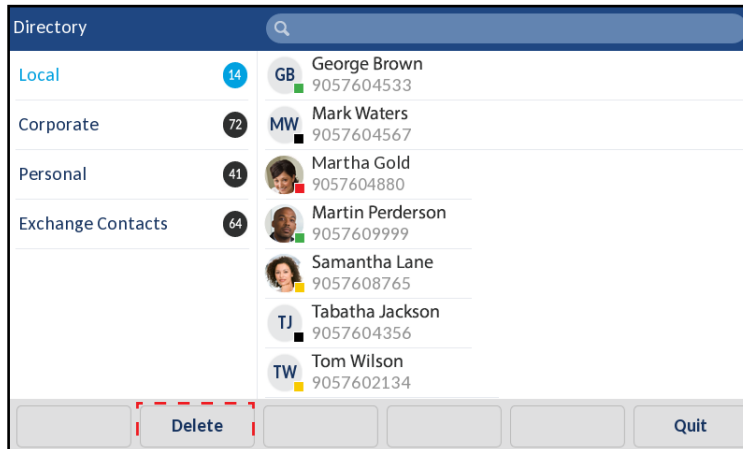 Directory
Local
14
Corporate
72
Personal
41
Exchange Contacts
64
GB
George Brown
9057604533
MW
Mark Waters
9057604567
Martha Gold
9057604880
Martin Perderson
9057609999
Samantha Lane
9057608765
TJ
Tabatha Jackson
9057604356
TW
Tom Wilson
9057602134
Delete
Quit